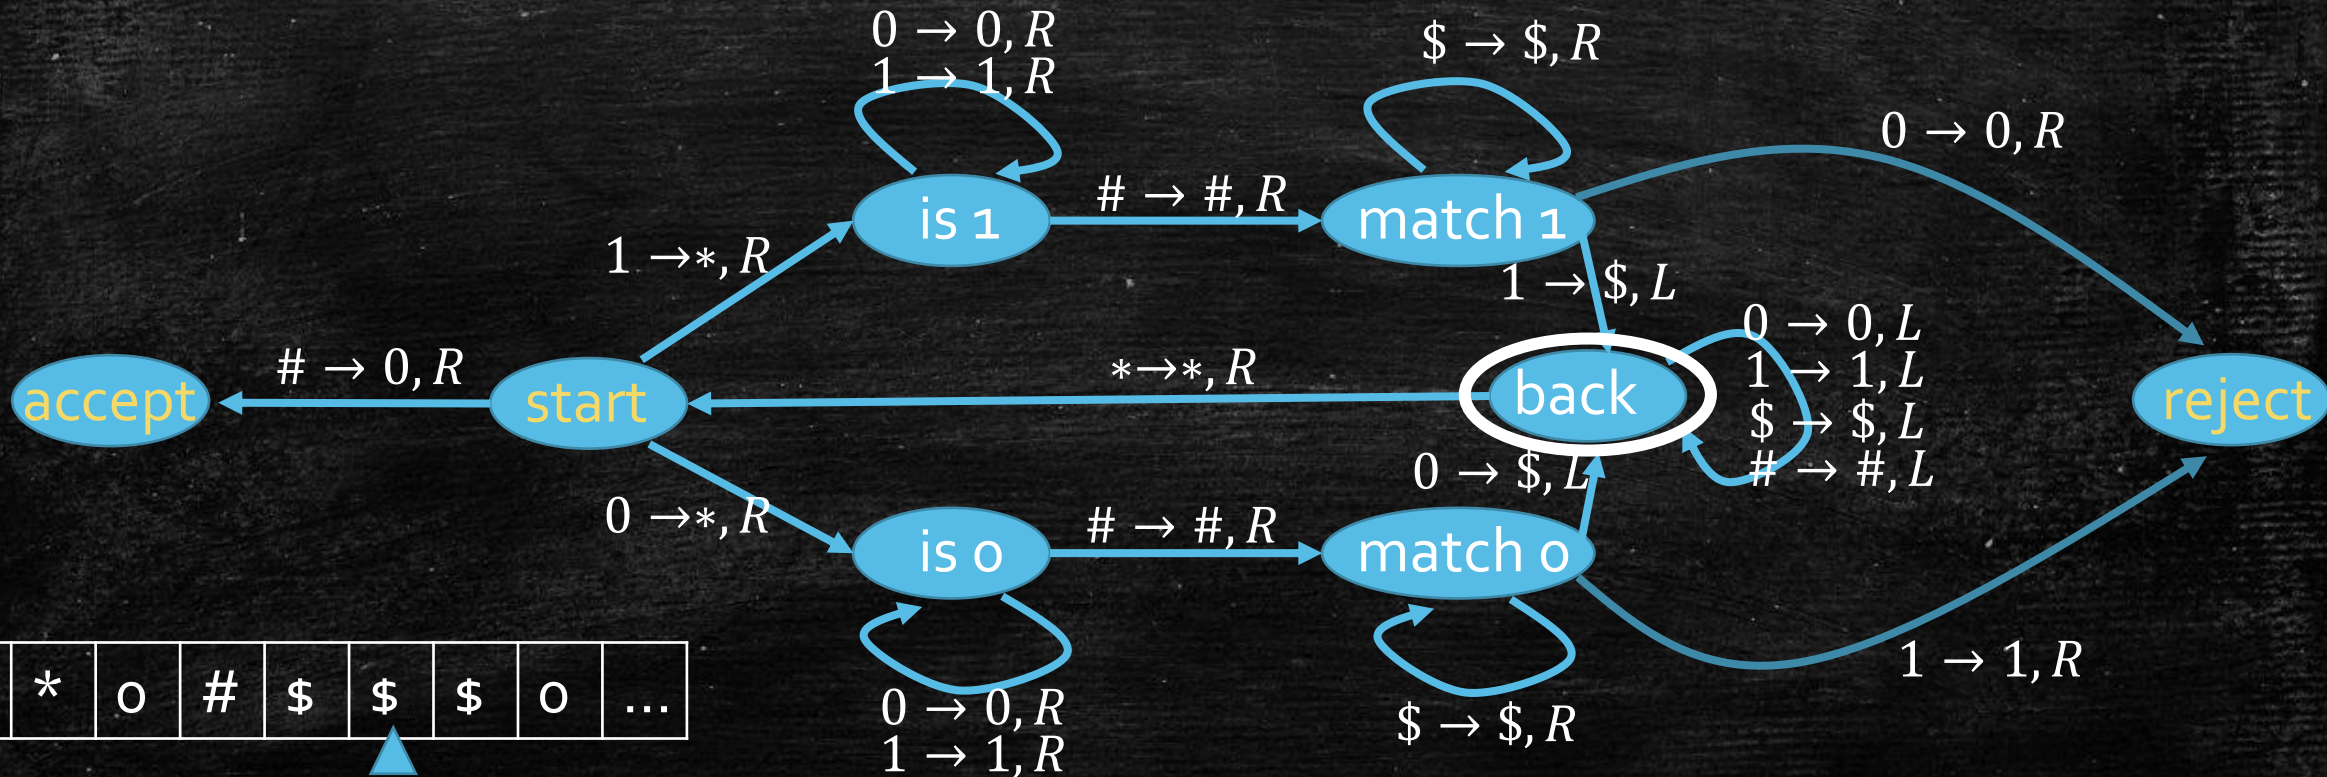 0 → 0, R
1 → 1, R
$ → $, R
0 → 0, R
# → #, R
is 1
match 1
1 →*, R
1 → $, L
0 → 0, L
1 → 1, L
$ → $, L
# → #, L
# → 0, R
*→*, R
accept
start
back
reject
0 → $, L
0 →*, R
# → #, R
is 0
match 0
1 → 1, R
0 → 0, R
1 → 1, R
$ → $, R
* 0 # $ $ $ 0 ...